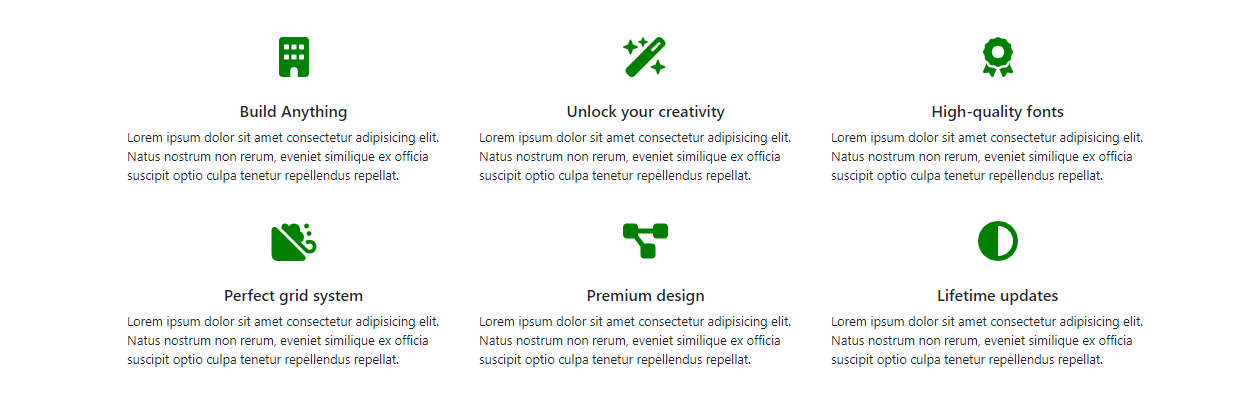 Build Anything
Lorem ipsum dolor sit amet consectetur adipisicing elit.
Natus nostrum non rerum, eveniet similique ex officia
suscipit optio culpa tenetur repellendus repellat.
Unlock your creativity
Lorem ipsum dolor sit amet consectetur adipisicing elit.
Natus nostrum non rerum, eveniet similique ex officia
suscipit optio culpa tenetur repellendus repellat.
High-quality fonts
Lorem ipsum dolor sit amet consectetur adipisicing elit.
Natus nostrum non rerum, eveniet similique ex officia
suscipit optio culpa tenetur repellendus repellat.
Perfect grid system
Lorem ipsum dolor sit amet consectetur adipisicing elit.
Natus nostrum non rerum, eveniet similique ex officia
suscipit optio culpa tenetur repellendus repellat.
Premium design
Lorem ipsum dolor sit amet consectetur adipisicing elit.
Natus nostrum non rerum, eveniet similique ex officia
suscipit optio culpa tenetur repellendus repellat.
Lifetime updates
Lorem ipsum dolor sit amet consectetur adipisicing elit.
Natus nostrum non rerum, eveniet similique ex officia
suscipit optio culpa tenetur repellendus repellat.